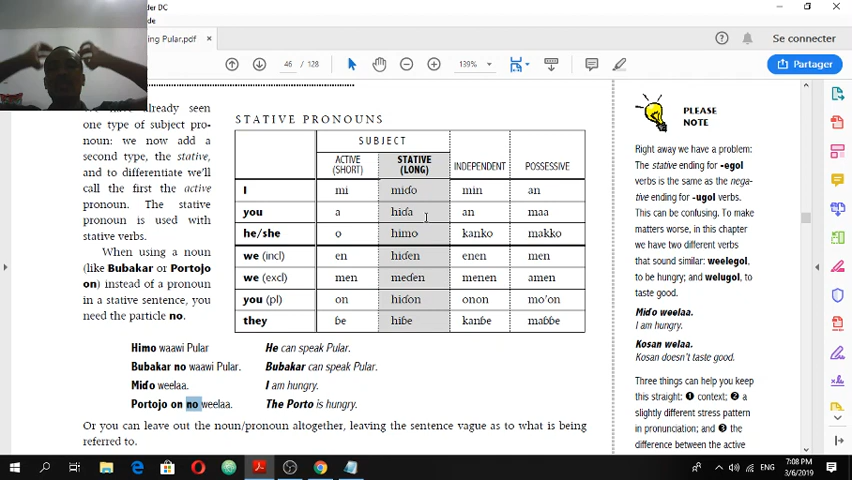 der DC
de
ing Pular.pdf ×
Se connecter
46 / 128
139%
Partager
already seen
one type of subject pro-
noun: we now add a
second type, the stative,
and to differentiate we'll
call the first the active
pronoun. The stative
pronoun is used with
stative verbs.
When using a noun
(like Bubakar or Portojo
on) instead of a pronoun
in a stative sentence, you
need the particle no.
STATIVE PRONOUNS
SUBJECT
ACTIVE (SHORT) STATIVE (LONG) INDEPENDENT POSSESSIVE
I mi miɗo min an
you a hiɗa an maa
he/she o himo kanko makko
we (incl) en hiɗen enen men
we (excl) men meɗen menen amen
you (pl) on hiɗon onon mo'on
they ɓe hiɓe kanɓe maɓɓe
Himo waawi Pular He can speak Pular.
Bubakar no waawi Pular. Bubakar can speak Pular.
Miɗo weelaa. I am hungry.
Portojo on no weelaa. The Porto is hungry.
Or you can leave out the noun/pronoun altogether, leaving the sentence vague as to what is being
referred to.
PLEASE
NOTE
Right away we have a problem:
The stative ending for -egol
verbs is the same as the nega-
tive ending for -ugol verbs.
This can be confusing. To make
matters worse, in this chapter
we have two different verbs
that sound similar: weelegol,
to be hungry; and welugol, to
taste good.
Miɗo weelaa.
I am hungry.
Kosan welaa.
Kosan doesn't taste good.
Three things can help you keep
this straight: ❶ context; ❷ a
slightly different stress pattern
in pronunciation; and ❸ the
difference between the active
ENG
7:08 PM
3/6/2019